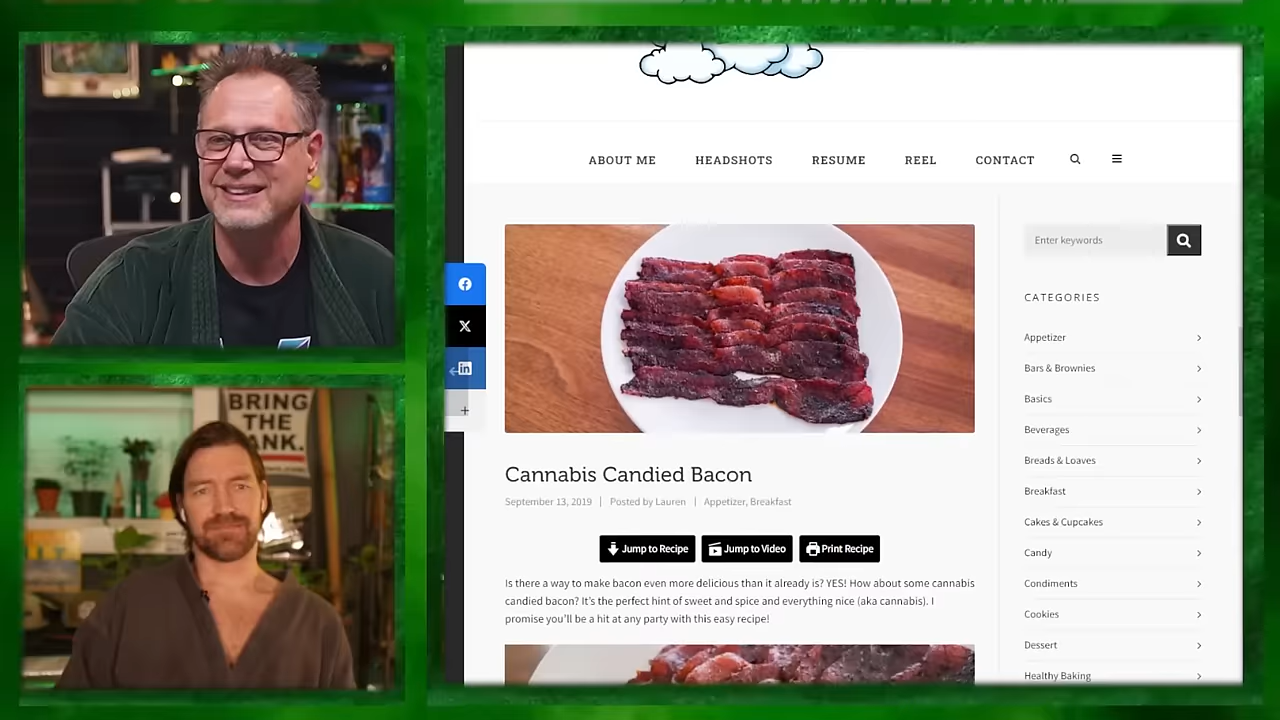 BRING
THE
ANK.
ABOUT ME
HEADSHOTS
RESUME
REEL
CONTACT
Enter keywords
CATEGORIES
Appetizer
Bars & Brownies
Basics
Beverages
Breads & Loaves
Breakfast
Cakes & Cupcakes
Candy
Condiments
Cookies
Dessert
Healthy Baking
Cannabis Candied Bacon
September 13, 2019 | Posted by Lauren | Appetizer, Breakfast
Jump to Recipe
Jump to Video
Print Recipe
Is there a way to make bacon even more delicious than it already is? YES! How about some cannabis
candied bacon? It's the perfect hint of sweet and spice and everything nice (aka cannabis). I
promise you'll be a hit at any party with this easy recipe!